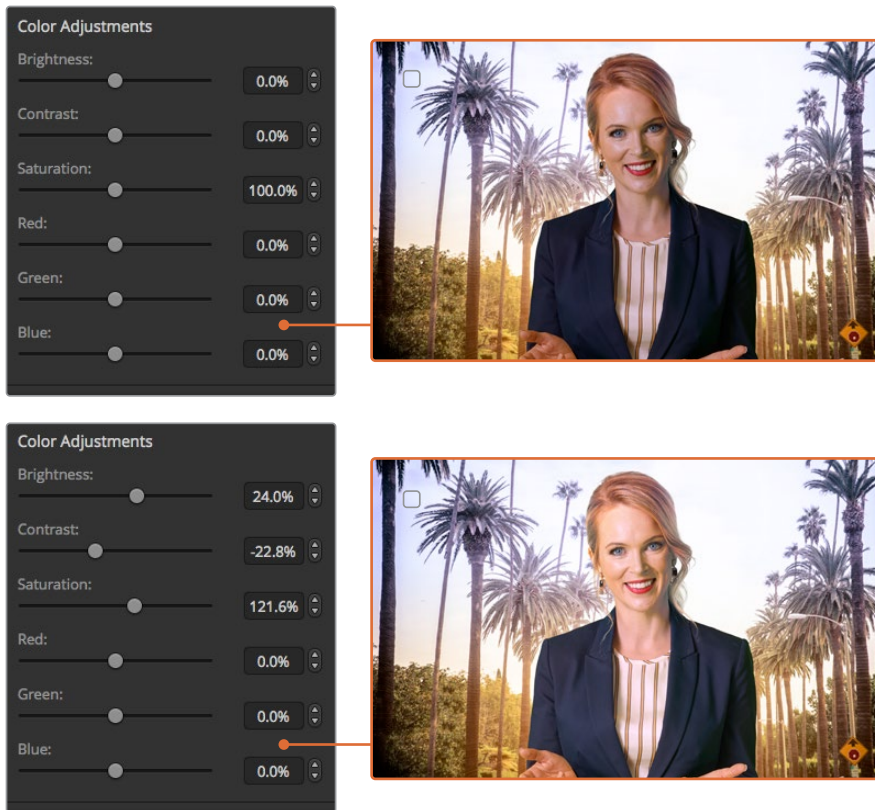 Color Adjustments
Brightness:
0.0%
Contrast:
0.0%
Saturation:
100.0%
Red:
0.0%
Green:
0.0%
Blue:
0.0%
Color Adjustments
Brightness:
24.0%
Contrast:
-22.8%
Saturation:
121.6%
Red:
0.0%
Green:
0.0%
Blue:
0.0%